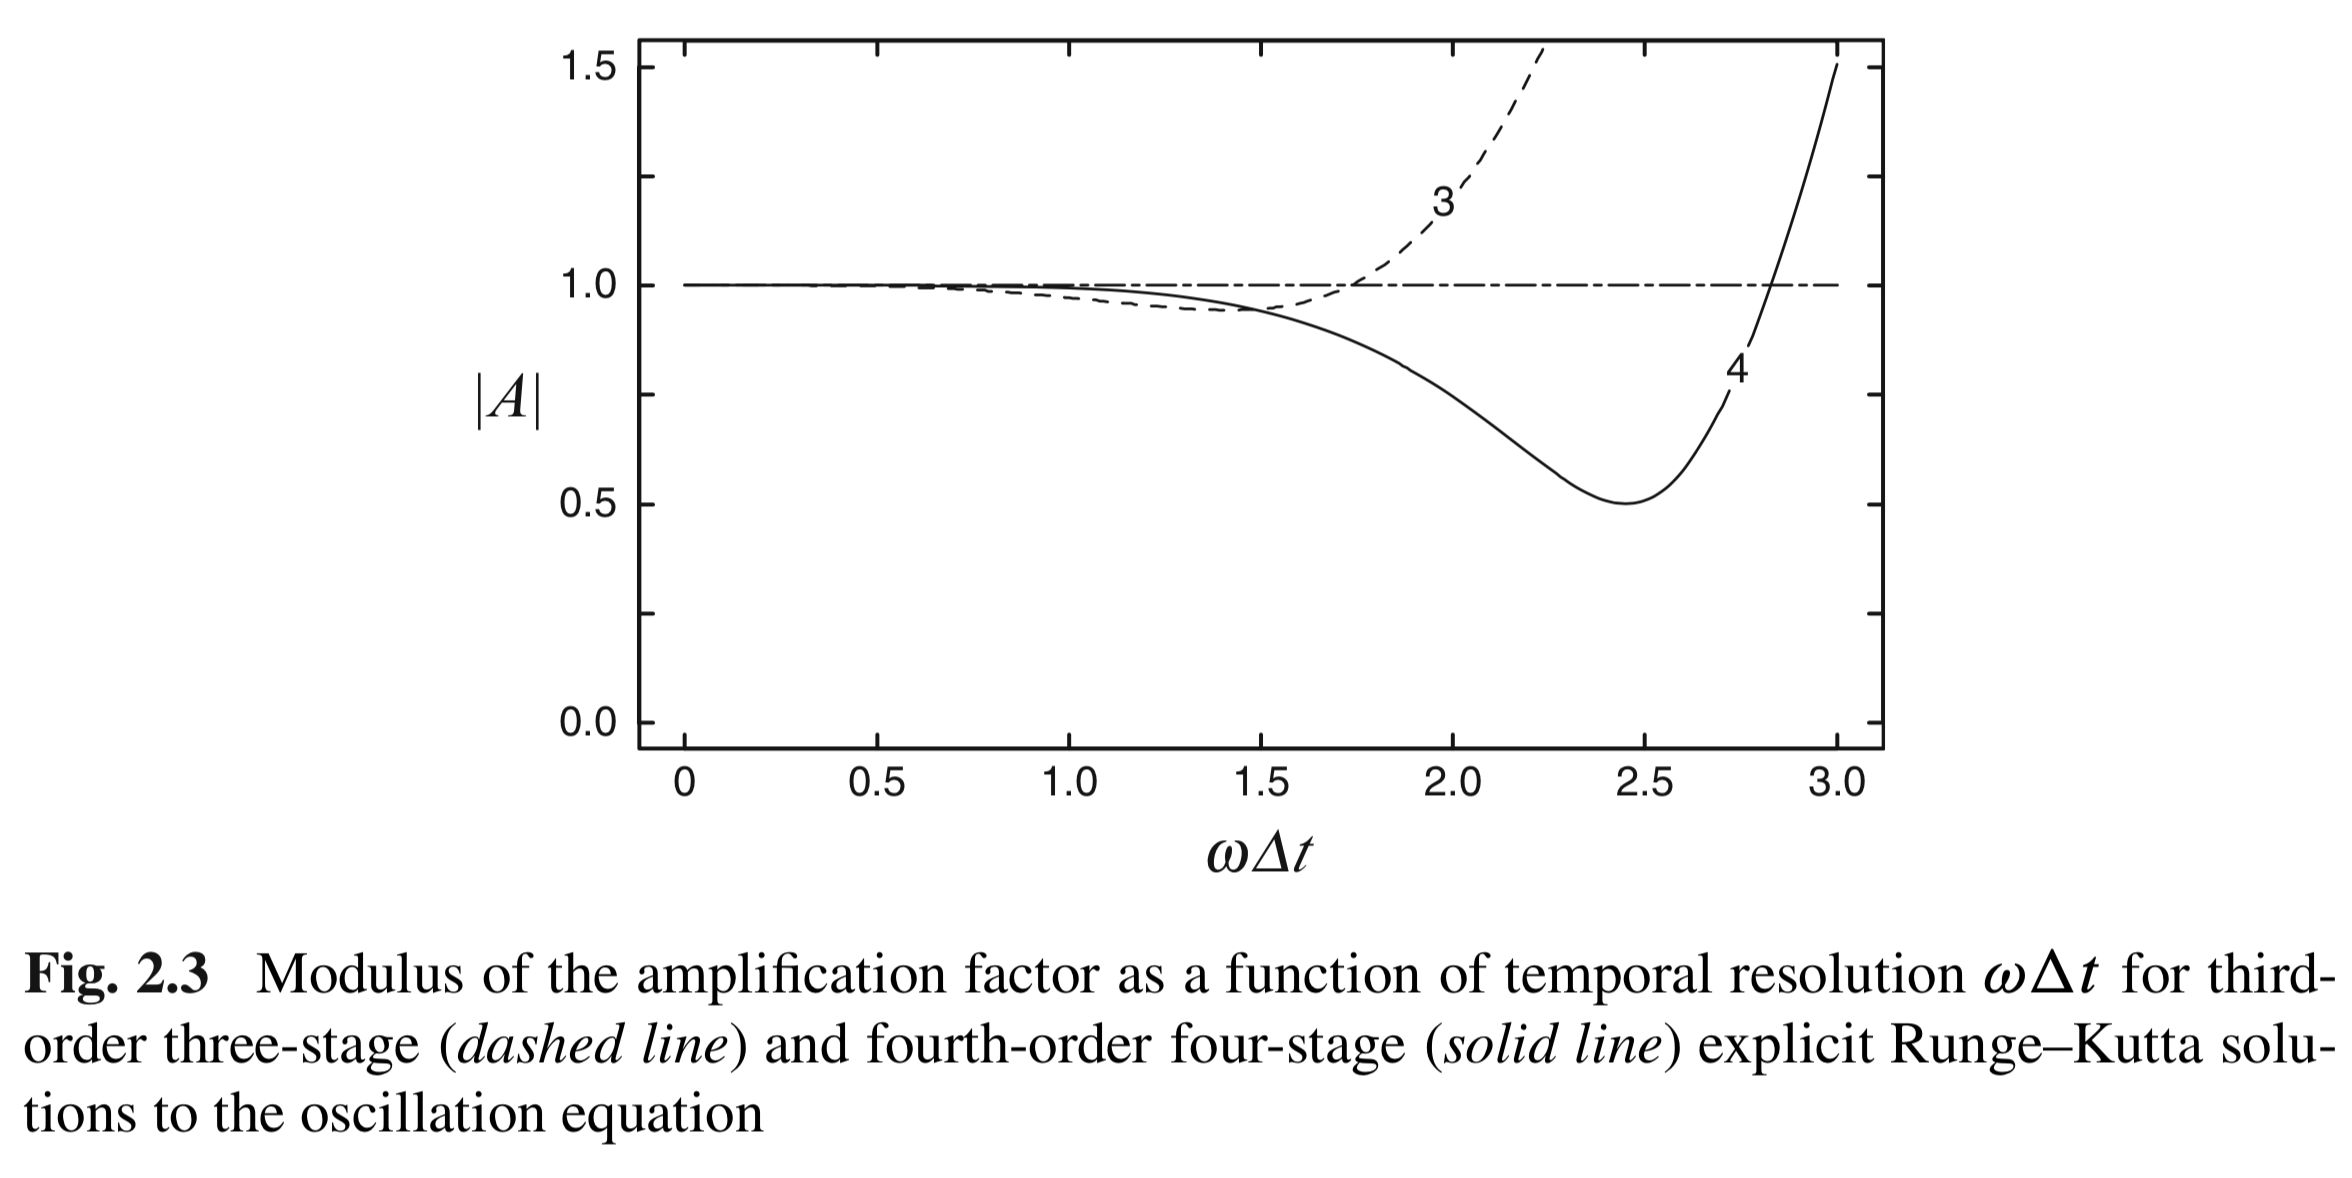 1.5
1.0
0.5
0.0
|A|
3
4
0 0.5 1.0 1.5 2.0 2.5 3.0
ωΔt
Fig. 2.3 Modulus of the amplification factor as a function of temporal resolution ωΔt for third-
order three-stage (dashed line) and fourth-order four-stage (solid line) explicit Runge–Kutta solu-
tions to the oscillation equation